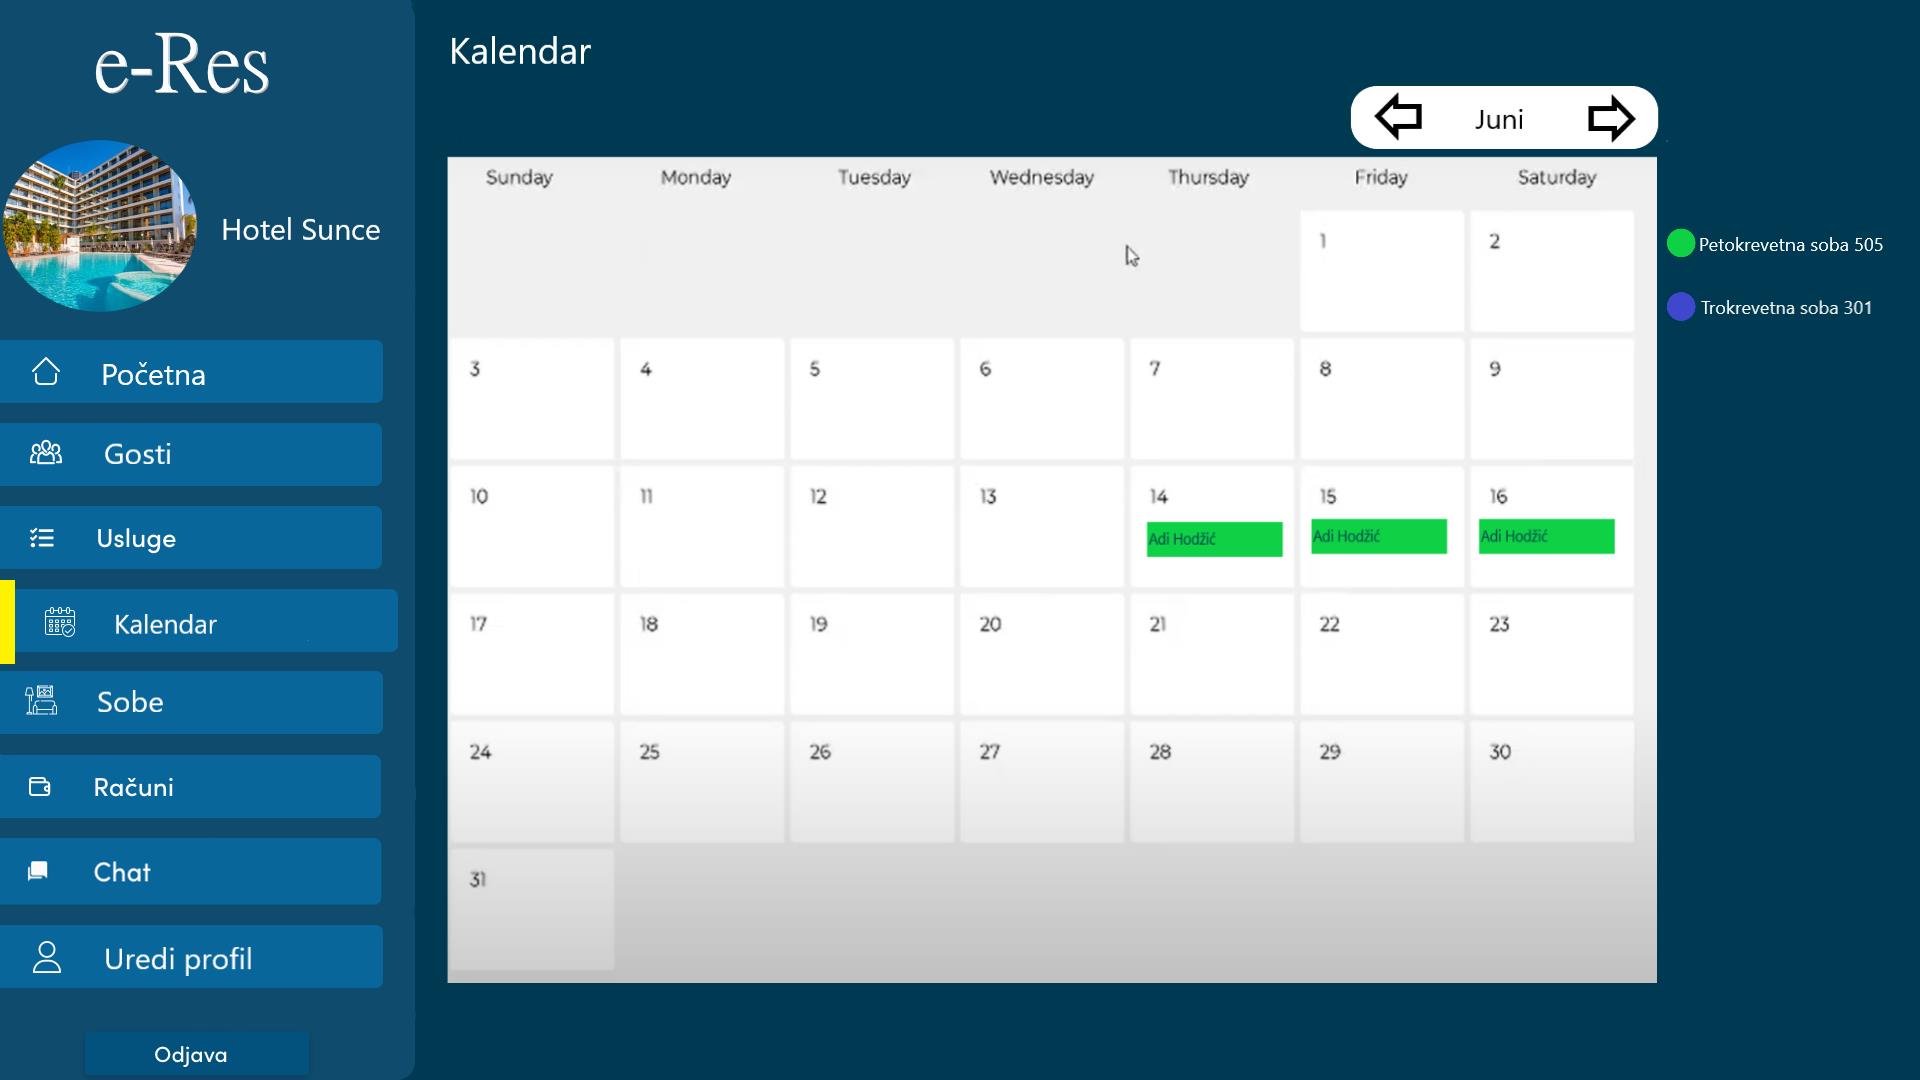 e-Res
Hotel Sunce
Početna
Gosti
Usluge
Kalendar
Sobe
Računi
Chat
Uredi profil
Odjava
Kalendar
Juni
Sunday Monday Tuesday Wednesday Thursday Friday Saturday
1 2
3 4 5 6 7 8 9
10 11 12 13 14 15 16
Adi Hodžić Adi Hodžić Adi Hodžić
17 18 19 20 21 22 23
24 25 26 27 28 29 30
31
Petokrevetna soba 505
Trokrevetna soba 301